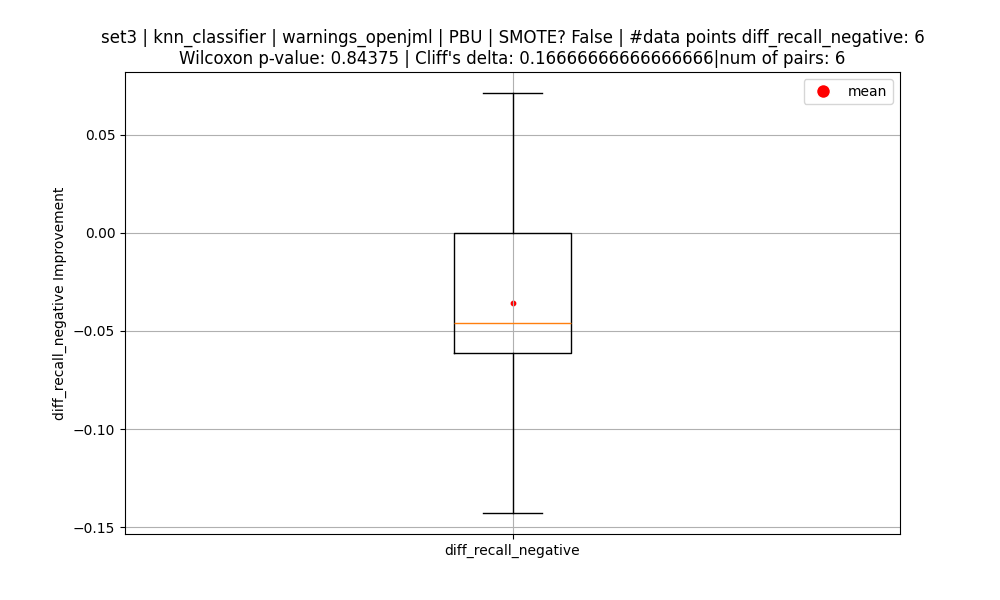 set3 | knn_classifier | warnings_openjml | PBU | SMOTE? False | #data points diff_recall_negative: 6
Wilcoxon p-value: 0.84375 | Cliff's delta: 0.16666666666666666|num of pairs: 6
mean
diff_recall_negative Improvement
0.05
0.00
−0.05
−0.10
−0.15
diff_recall_negative